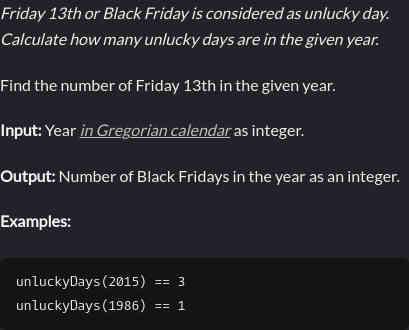 Friday 13th or Black Friday is considered as unlucky day.
Calculate how many unlucky days are in the given year.
Find the number of Friday 13th in the given year.
Input: Year in Gregorian calendar as integer.
Output: Number of Black Fridays in the year as an integer.
Examples:
unluckyDays(2015) == 3
unluckyDays(1986) == 1